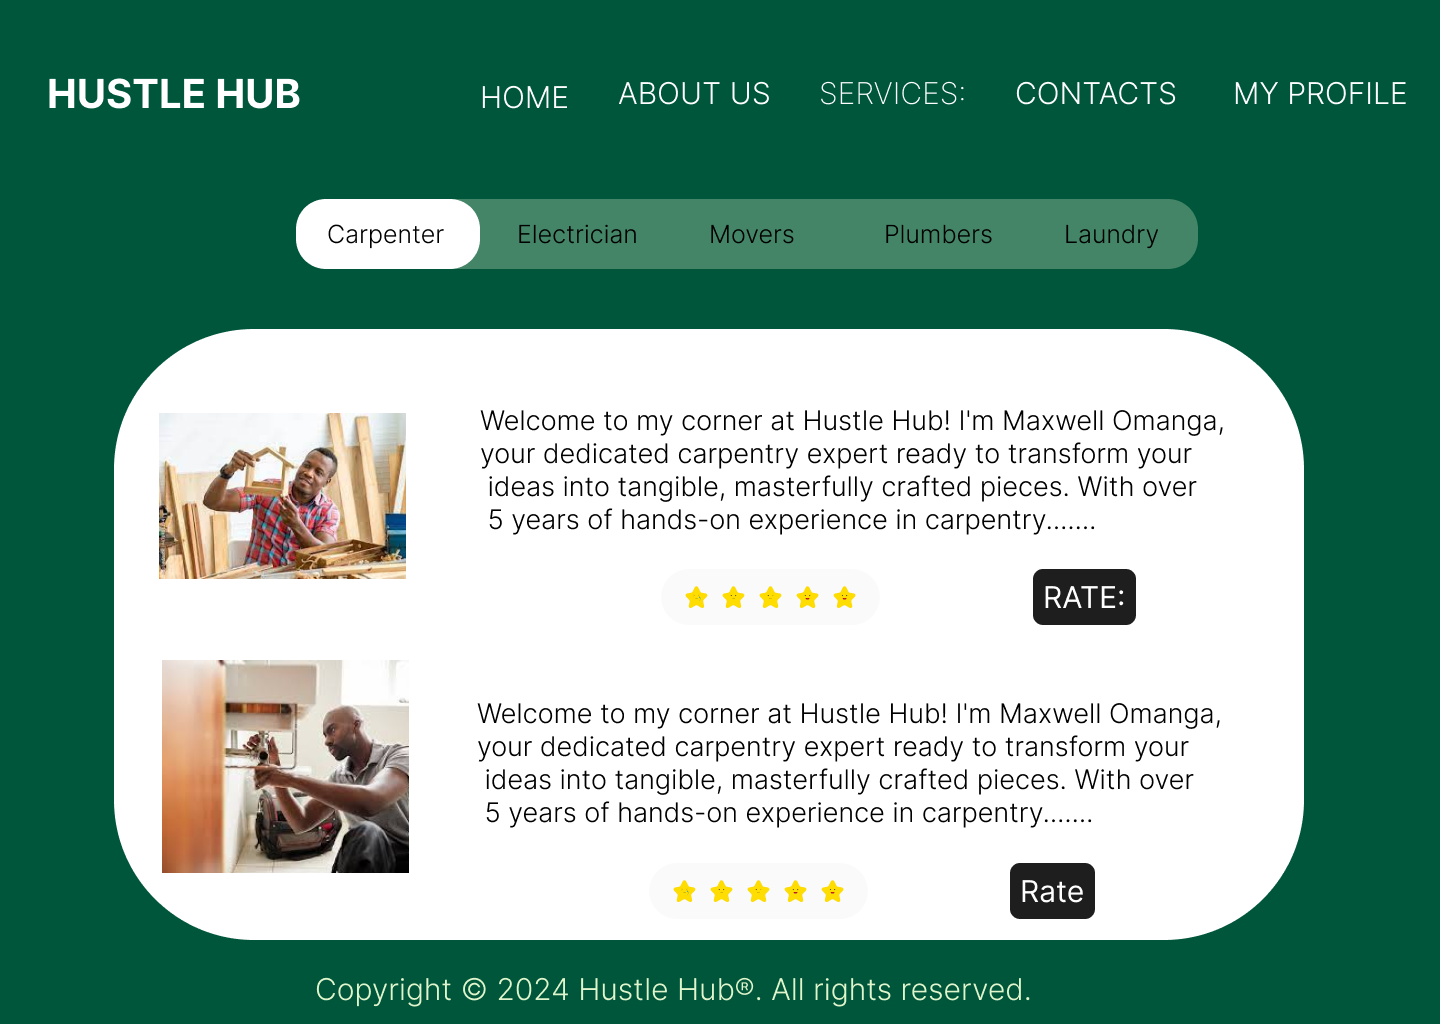 HUSTLE HUB
HOME
ABOUT US
SERVICES:
CONTACTS
MY PROFILE
Carpenter
Electrician
Movers
Plumbers
Laundry
Welcome to my corner at Hustle Hub! I'm Maxwell Omanga,
your dedicated carpentry expert ready to transform your
ideas into tangible, masterfully crafted pieces. With over
5 years of hands-on experience in carpentry.......
RATE:
Welcome to my corner at Hustle Hub! I'm Maxwell Omanga,
your dedicated carpentry expert ready to transform your
ideas into tangible, masterfully crafted pieces. With over
5 years of hands-on experience in carpentry.......
Rate
Copyright © 2024 Hustle Hub®. All rights reserved.